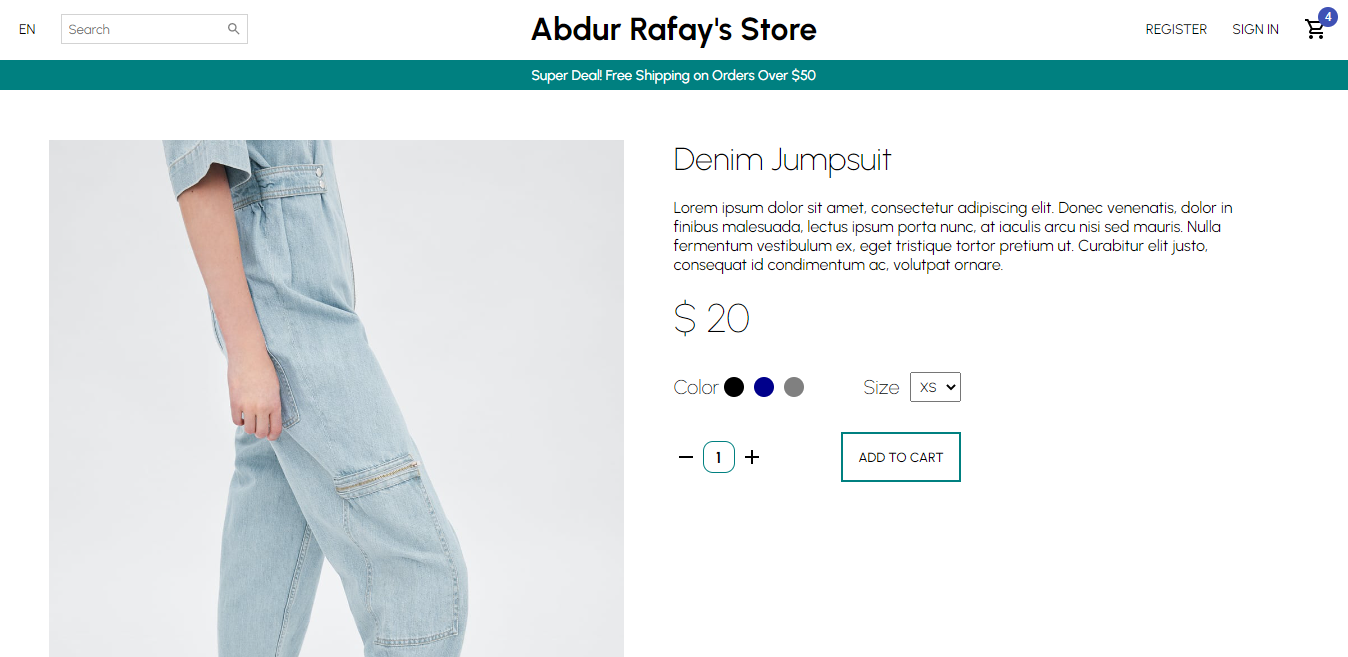 EN
Search
Abdur Rafay's Store
REGISTER
SIGN IN
4
Super Deal! Free Shipping on Orders Over $50
Denim Jumpsuit
Lorem ipsum dolor sit amet, consectetur adipiscing elit. Donec venenatis, dolor in
finibus malesuada, lectus ipsum porta nunc, at iaculis arcu nisi sed mauris. Nulla
fermentum vestibulum ex, eget tristique tortor pretium ut. Curabitur elit justo,
consequat id condimentum ac, volutpat ornare.
$ 20
Color
Size
XS
1
ADD TO CART